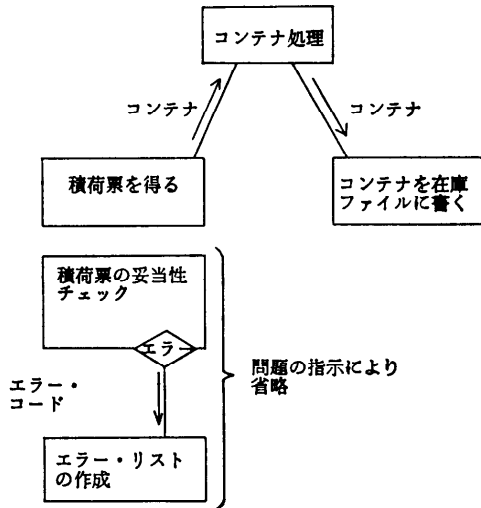 コンテナ処理
コンテナ
コンテナ
積荷票を得る
コンテナを在庫
ファイルに書く
積荷票の妥当性
チェック
エラー
エラー・
コード
問題の指示により
省略
エラー・リスト
の作成